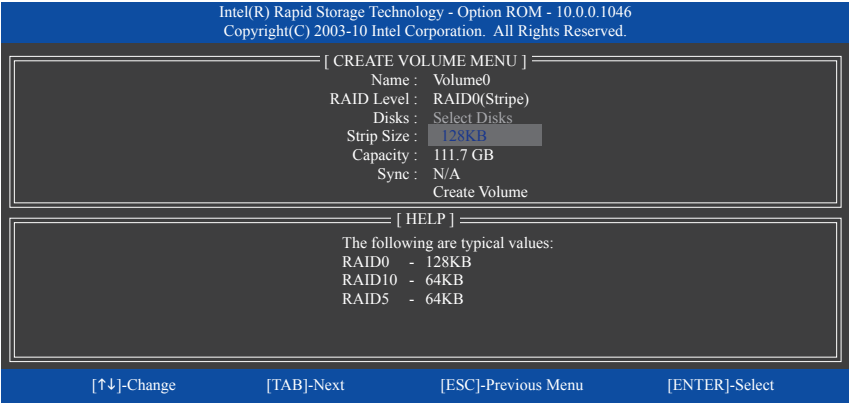 Intel(R) Rapid Storage Technology - Option ROM - 10.0.0.1046
Copyright(C) 2003-10 Intel Corporation. All Rights Reserved.
[ CREATE VOLUME MENU ]
Name : Volume0
RAID Level : RAID0(Stripe)
Disks : Select Disks
Strip Size : 128KB
Capacity : 111.7 GB
Sync : N/A
Create Volume
[ HELP ]
The following are typical values:
RAID0 - 128KB
RAID10 - 64KB
RAID5 - 64KB
[↑↓]-Change [TAB]-Next [ESC]-Previous Menu [ENTER]-Select